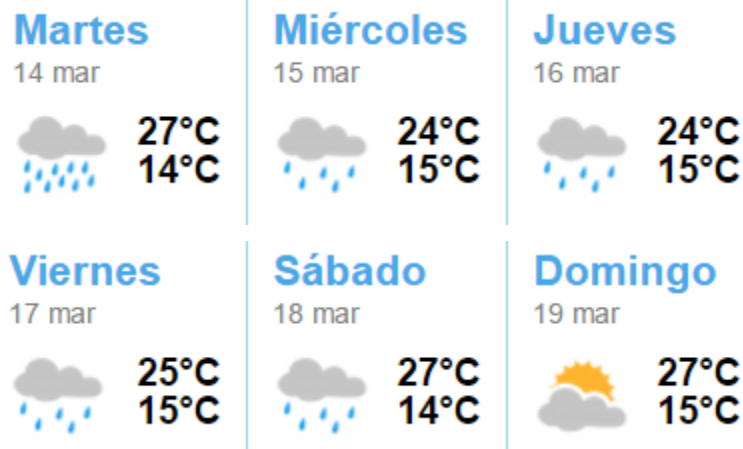 Martes
14 mar
27°C
14°C
Miércoles
15 mar
24°C
15°C
Jueves
16 mar
24°C
15°C
Viernes
17 mar
25°C
15°C
Sábado
18 mar
27°C
14°C
Domingo
19 mar
27°C
15°C